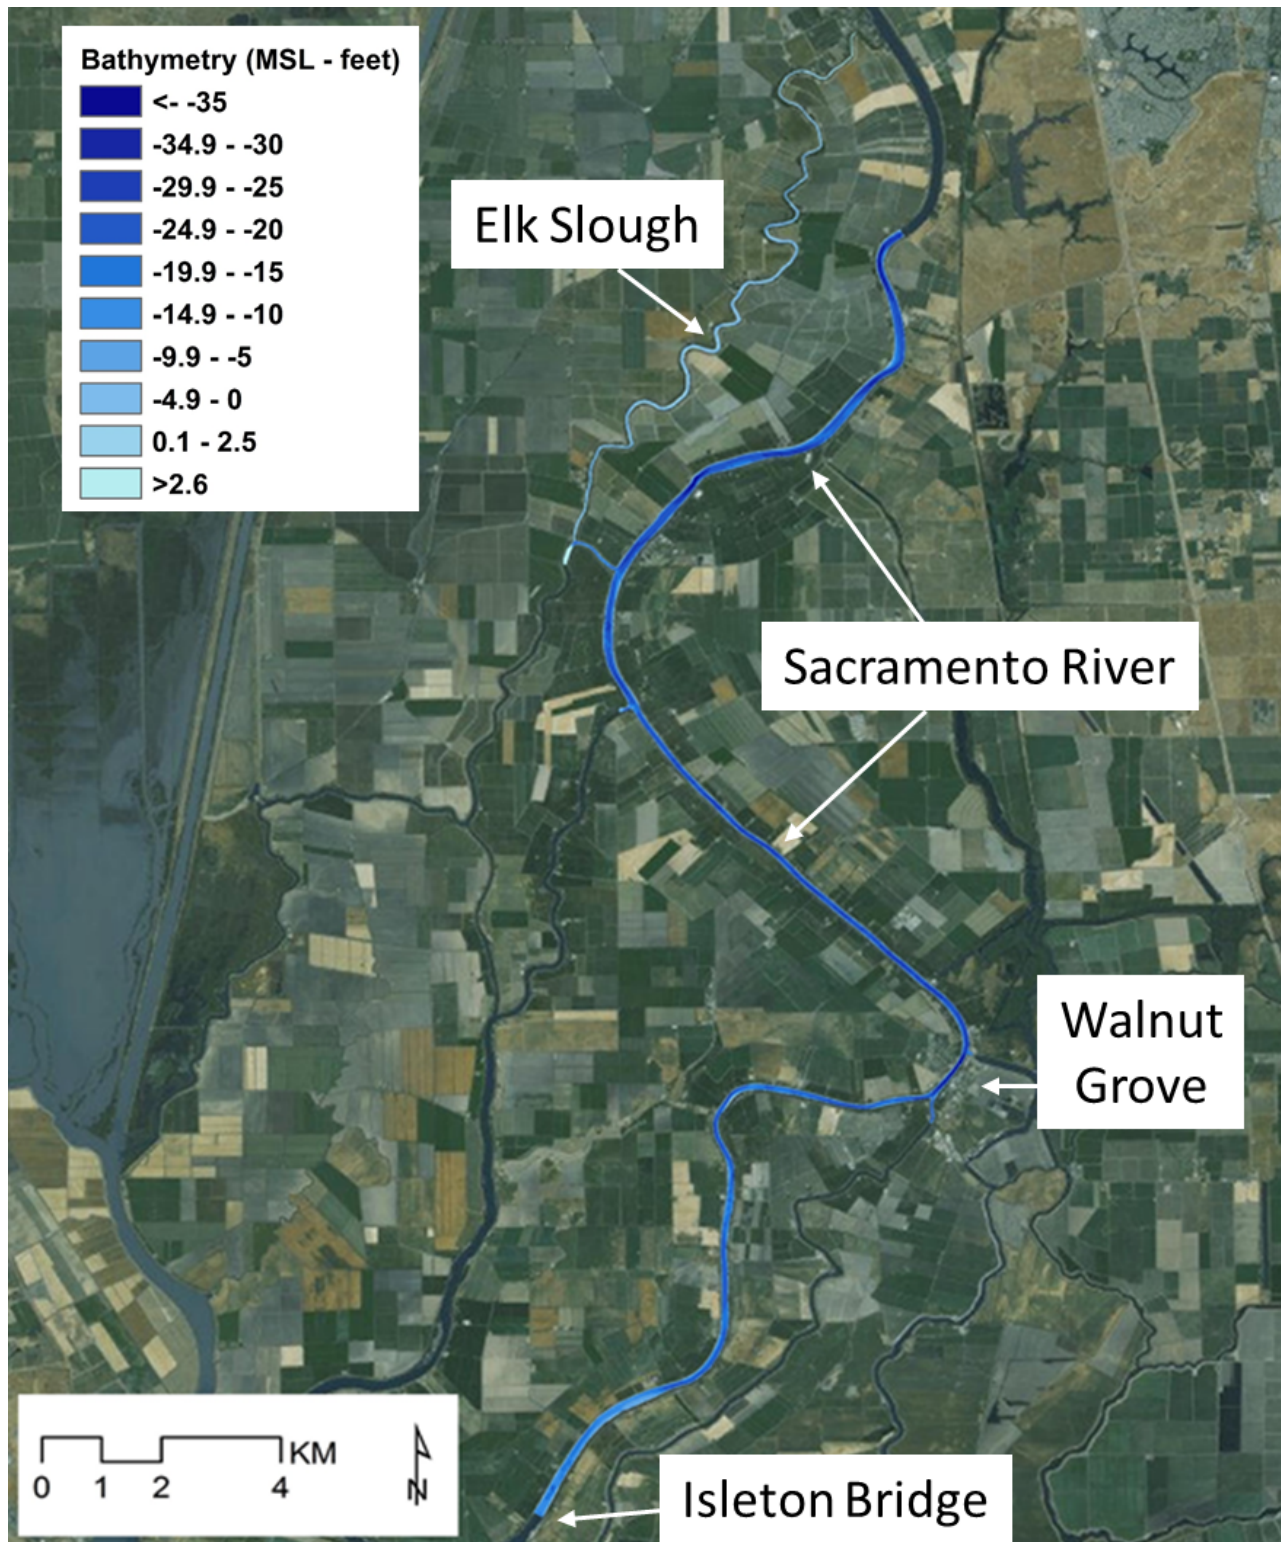 Bathymetry (MSL - feet)
<- -35
-34.9 - -30
-29.9 - -25
-24.9 - -20
-19.9 - -15
-14.9 - -10
-9.9 - -5
-4.9 - 0
0.1 - 2.5
>2.6
Elk Slough
Sacramento River
Walnut
Grove
KM
0 1 2 4
N
Isleton Bridge